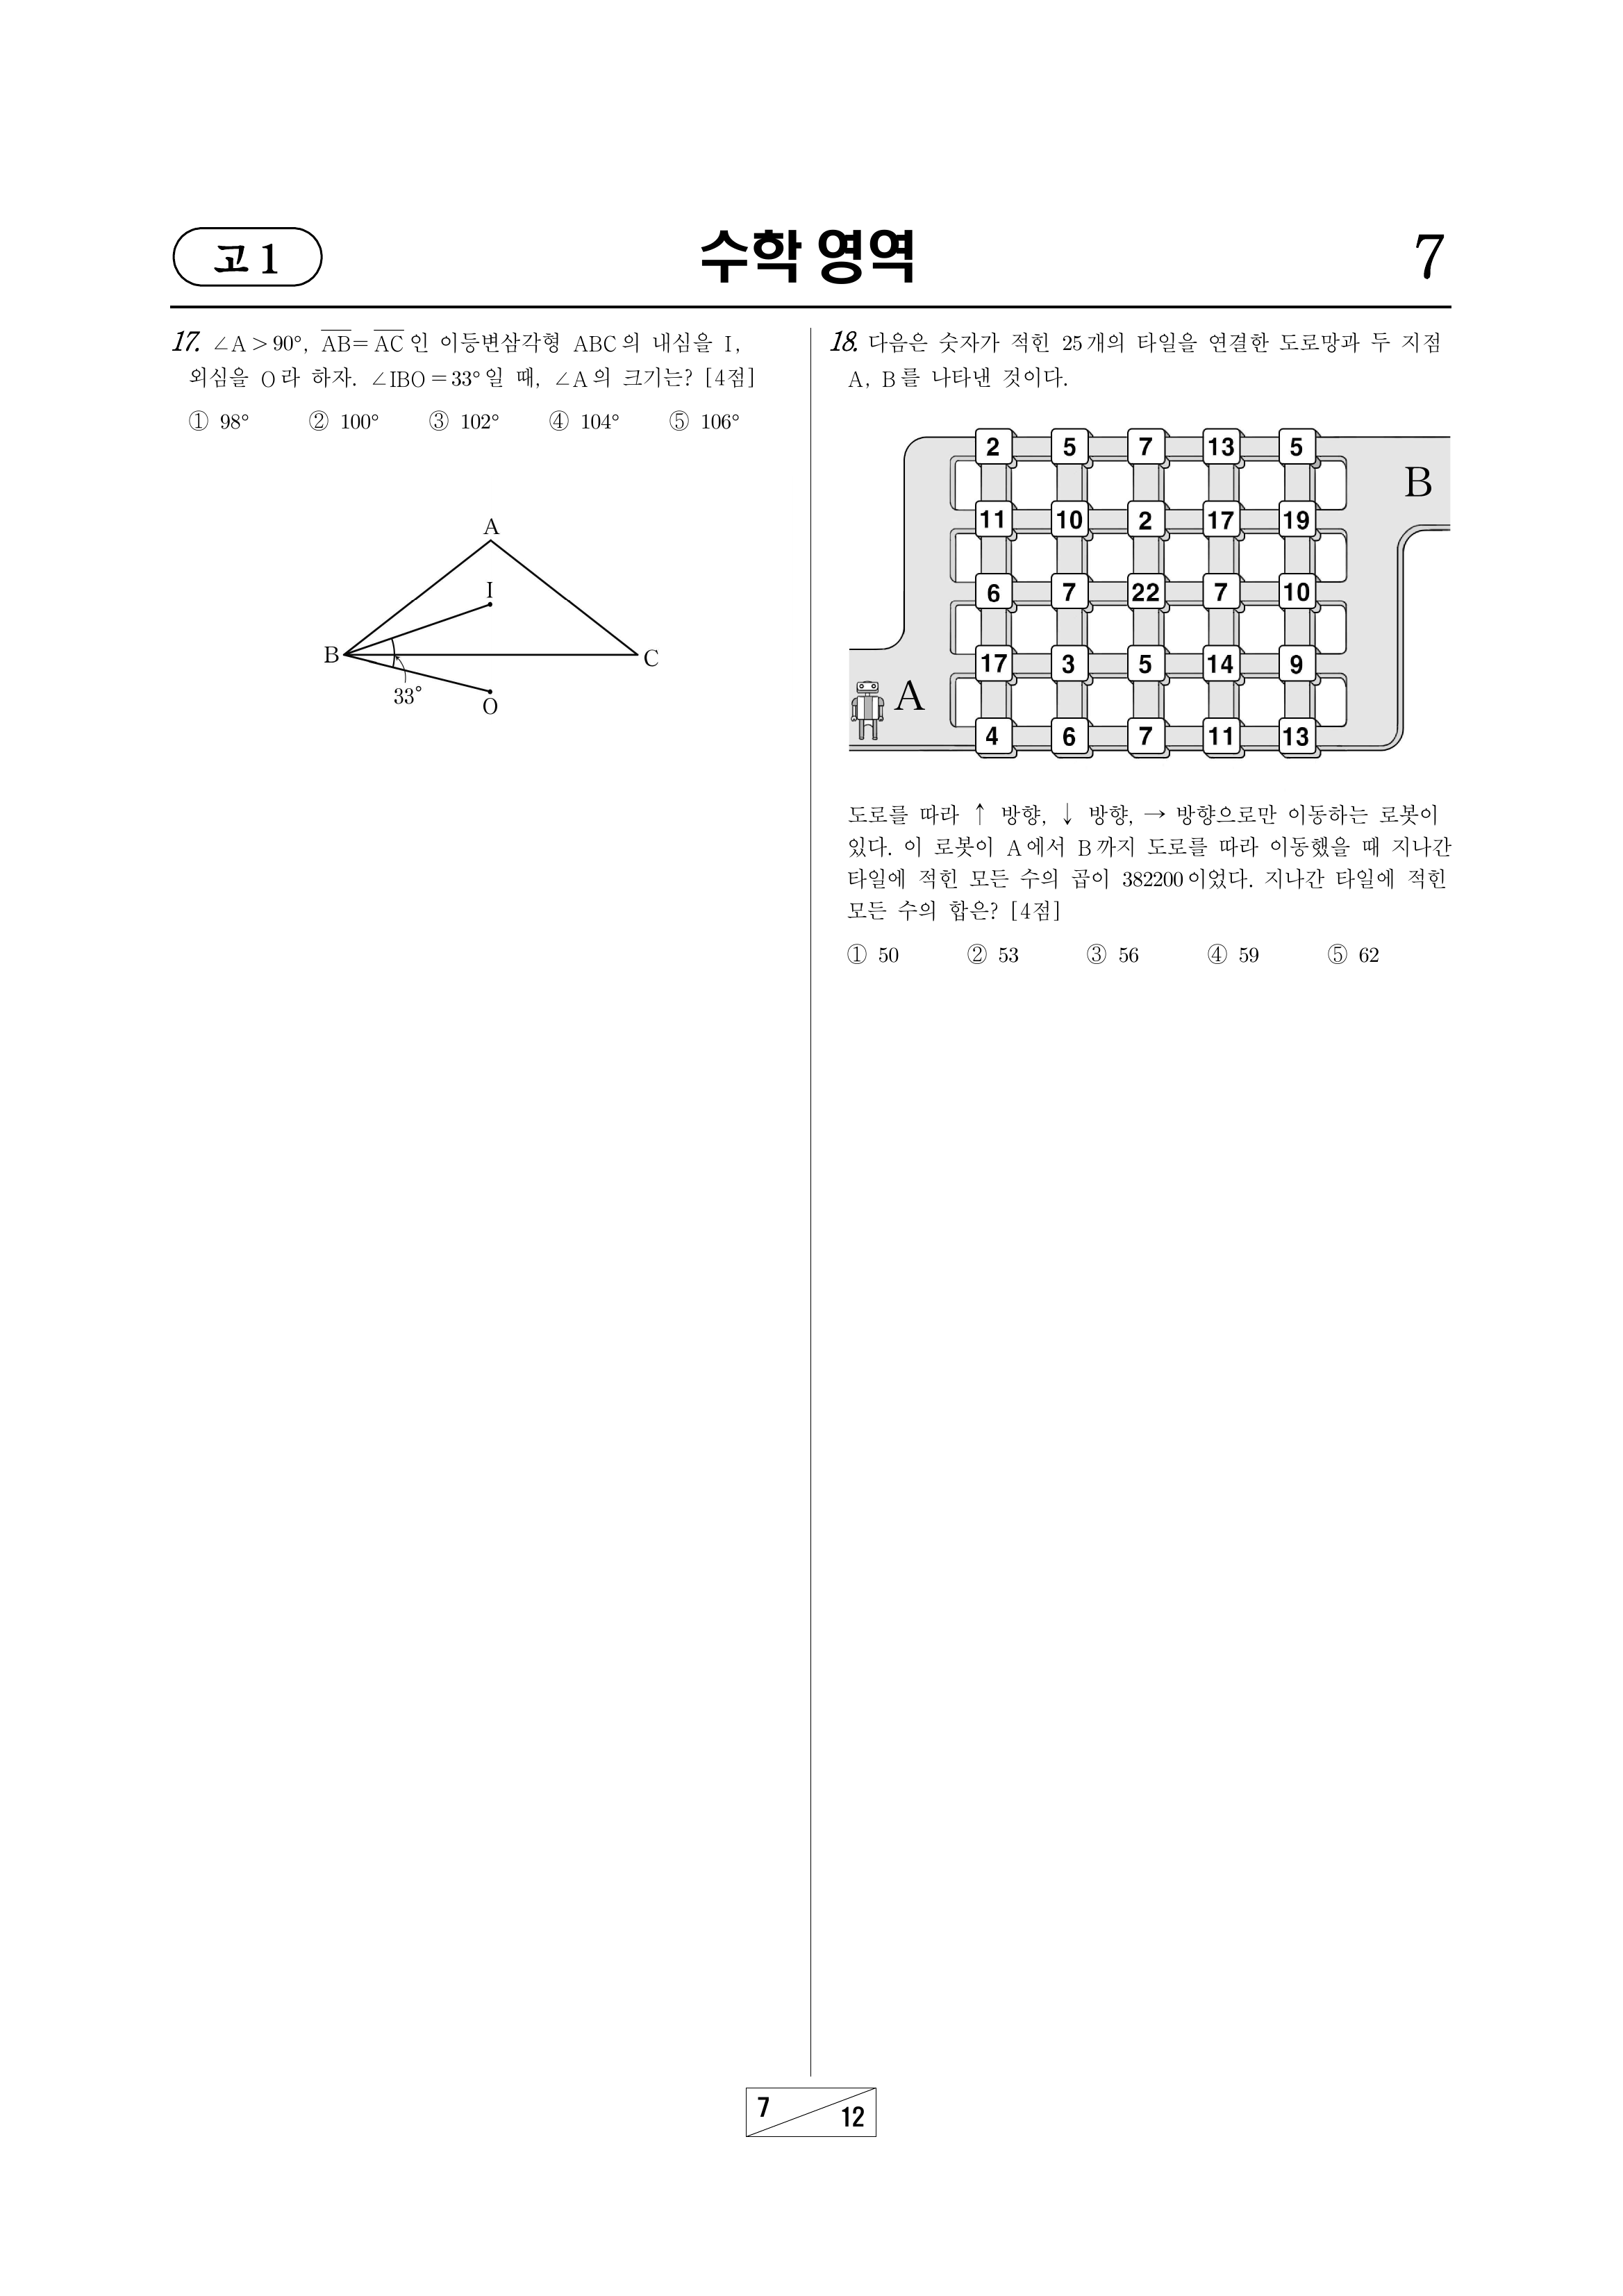 고 1
수학 영역
7
17. ∠A > 90°, AB = AC인 이등변삼각형 ABC의 내심을 I,
외심을 O라 하자. ∠IBO = 33°일 때, ∠A의 크기는? [4점]
① 98° ② 100° ③ 102° ④ 104° ⑤ 106°
A
I
B
C
33°
O
18. 다음은 숫자가 적힌 25개의 타일을 연결한 도로망과 두 지점
A, B를 나타낸 것이다.
2 5 7 13 5
B
11 10 2 17 19
6 7 22 7 10
17 3 5 14 9
A
4 6 7 11 13
도로를 따라 ↑ 방향, ↓ 방향, → 방향으로만 이동하는 로봇이
있다. 이 로봇이 A에서 B까지 도로를 따라 이동했을 때 지나간
타일에 적힌 모든 수의 곱이 382200이었다. 지나간 타일에 적힌
모든 수의 합은? [4점]
① 50 ② 53 ③ 56 ④ 59 ⑤ 62
7
12